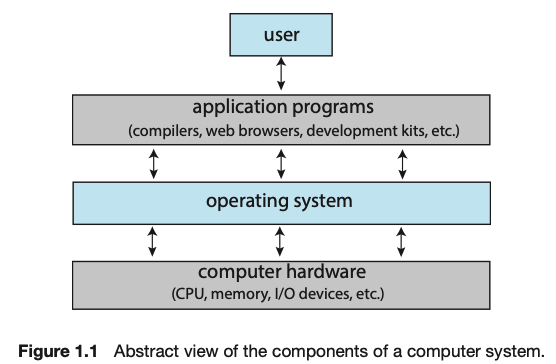 user
application programs
(compilers, web browsers, development kits, etc.)
operating system
computer hardware
(CPU, memory, I/O devices, etc.)
Figure 1.1 Abstract view of the components of a computer system.